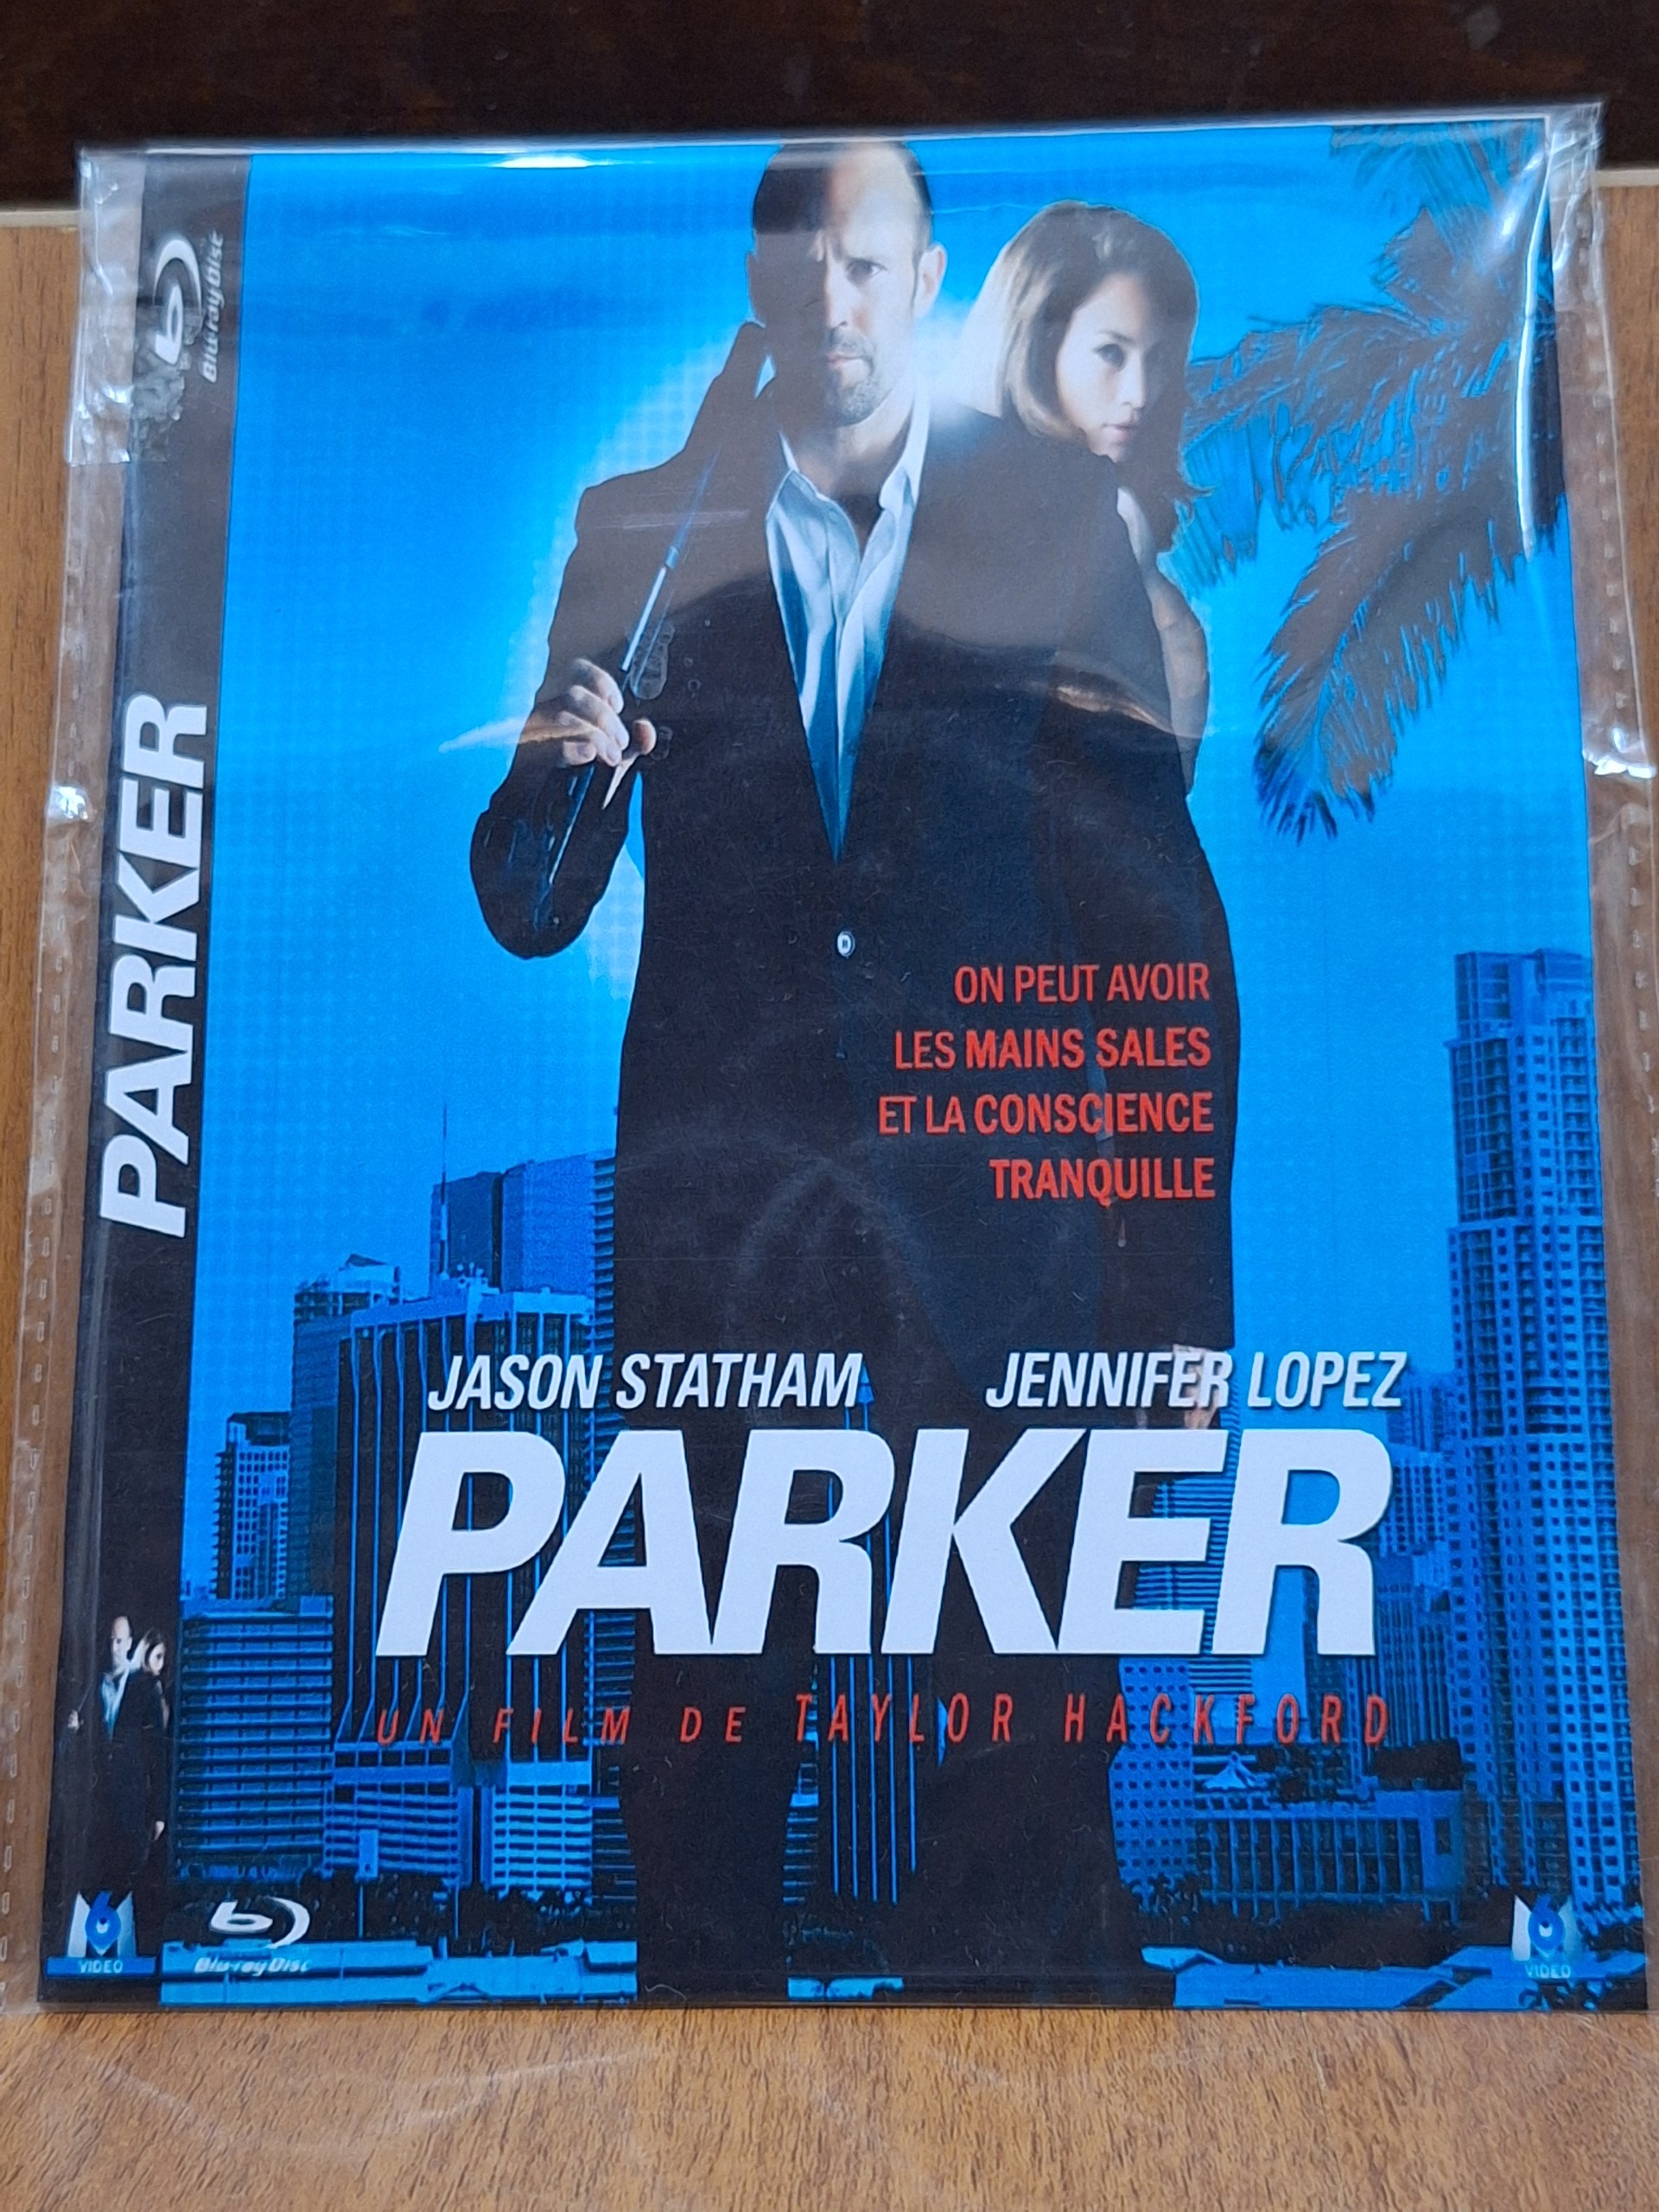 Blu-ray Disc
PARKER
M6
VIDEO
ON PEUT AVOIR
LES MAINS SALES
ET LA CONSCIENCE
TRANQUILLE
JASON STATHAM JENNIFER LOPEZ
PARKER
UN FILM DE TAYLOR HACKFORD
Blu-ray Disc
M6
VIDEO